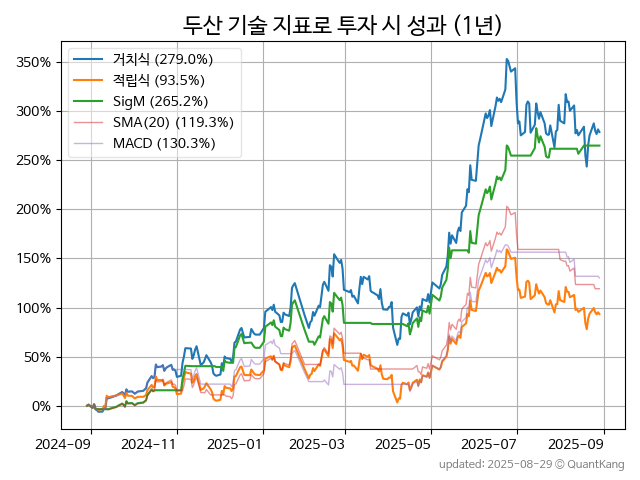 두산 기술 지표로 투자 시 성과 (1년)
350%
300%
250%
200%
150%
100%
50%
0%
거치식 (279.0%)
적립식 (93.5%)
SigM (265.2%)
SMA(20) (119.3%)
MACD (130.3%)
2024-09 2024-11 2025-01 2025-03 2025-05 2025-07 2025-09
updated: 2025-08-29 © QuantKang